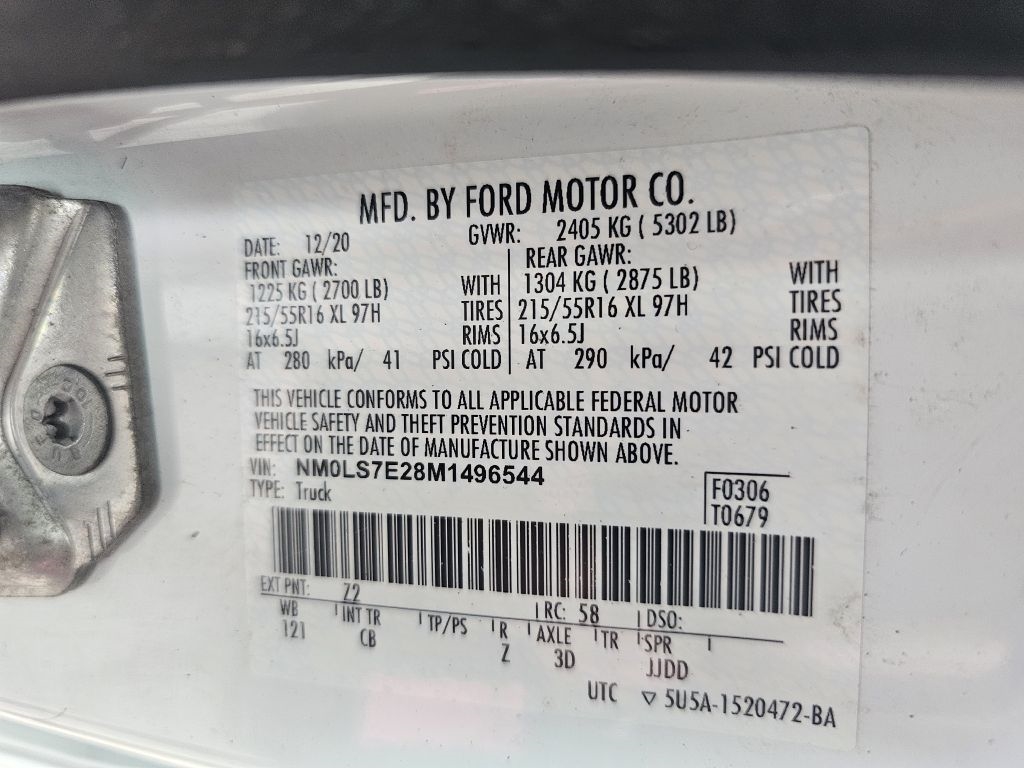 MFD. BY FORD MOTOR CO.
DATE: 12/20 GVWR: 2405 KG ( 5302 LB)
FRONT GAWR: REAR GAWR:
1225 KG ( 2700 LB) WITH 1304 KG ( 2875 LB) WITH
215/55R16 XL 97H TIRES 215/55R16 XL 97H TIRES
16x6.5J RIMS 16x6.5J RIMS
AT 280 kPa/ 41 PSI COLD AT 290 kPa/ 42 PSI COLD
THIS VEHICLE CONFORMS TO ALL APPLICABLE FEDERAL MOTOR
VEHICLE SAFETY AND THEFT PREVENTION STANDARDS IN
EFFECT ON THE DATE OF MANUFACTURE SHOWN ABOVE.
VIN: NM0LS7E28M1496544
TYPE: Truck
F0306
T0679
EXT PNT: Z2 RC: 58 DSO:
WB INT TR TP/PS R AXLE TR SPR
121 CB Z 3D JJDD
UTC ▽ 5U5A-1520472-BA